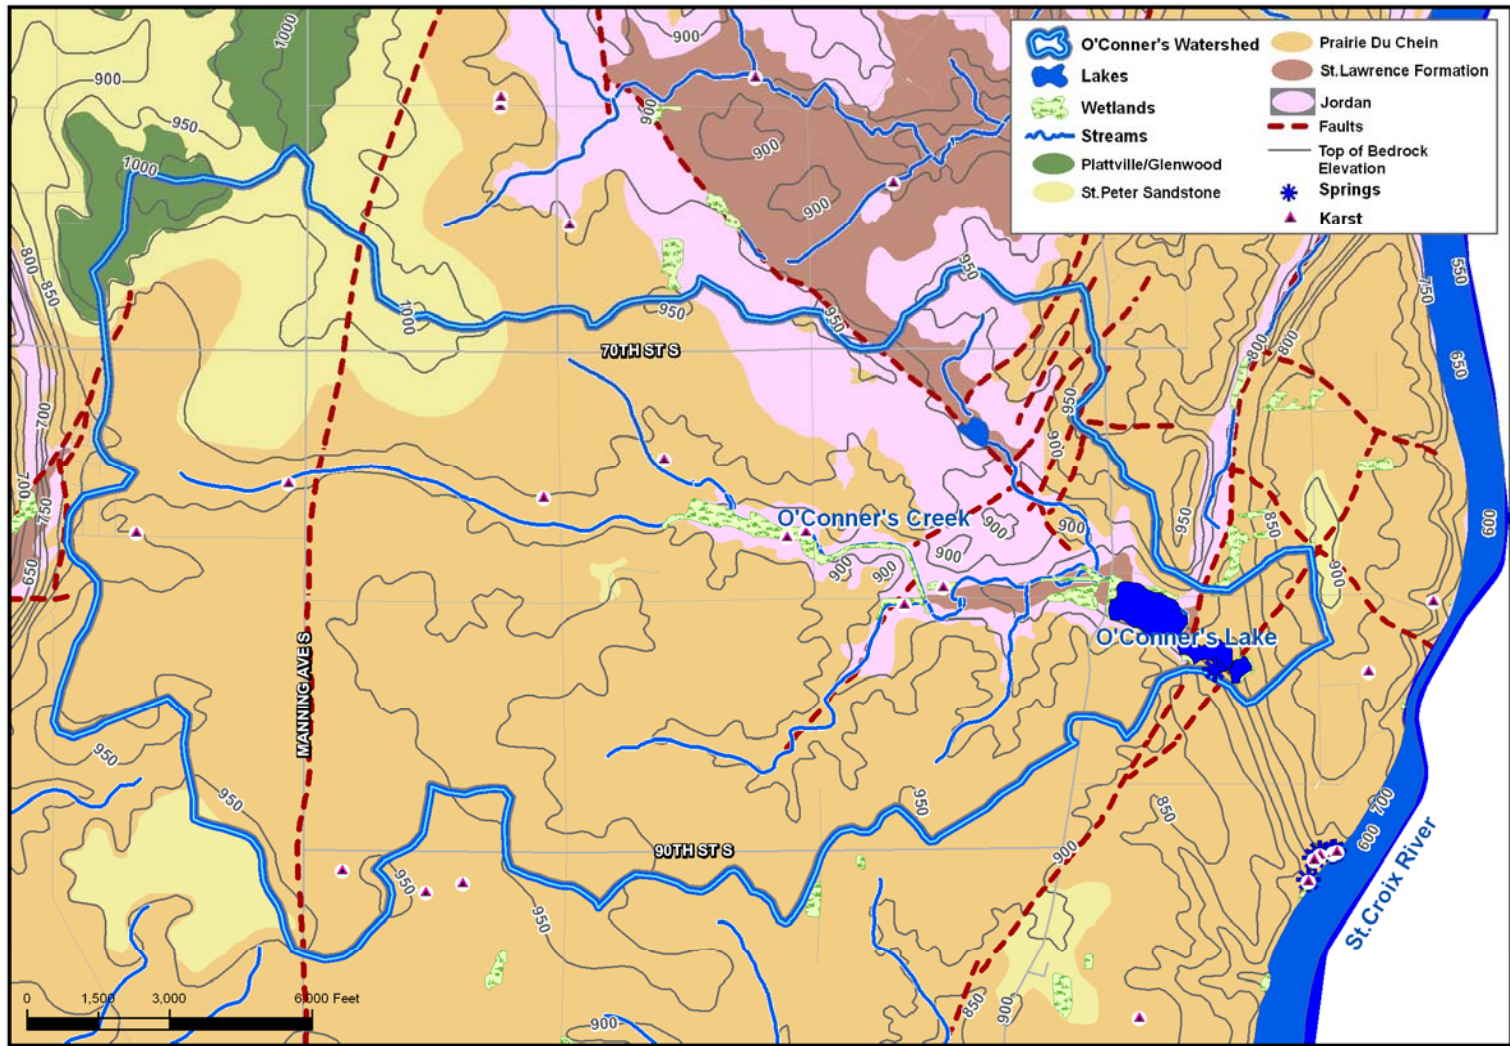 O'Conner's Watershed
Lakes
Wetlands
Streams
Plattville/Glenwood
St.Peter Sandstone
Prairie Du Chein
St.Lawrence Formation
Jordan
Faults
Top of Bedrock
Elevation
Springs
Karst
1000
900
900
950
1000
900
900
900
800
850
950
1000
950
950
750
550
70TH ST S
800
800
650
950
700
900
700
750
O'Conner's Creek
900
900
950
850
600
650
900
900
900
900
MANNING AVE S
O'Conner's Lake
950
950
950
850
700
600
900
90TH ST S
950
950
St.Croix River
850
900
900
0
1,500
3,000
6,000 Feet